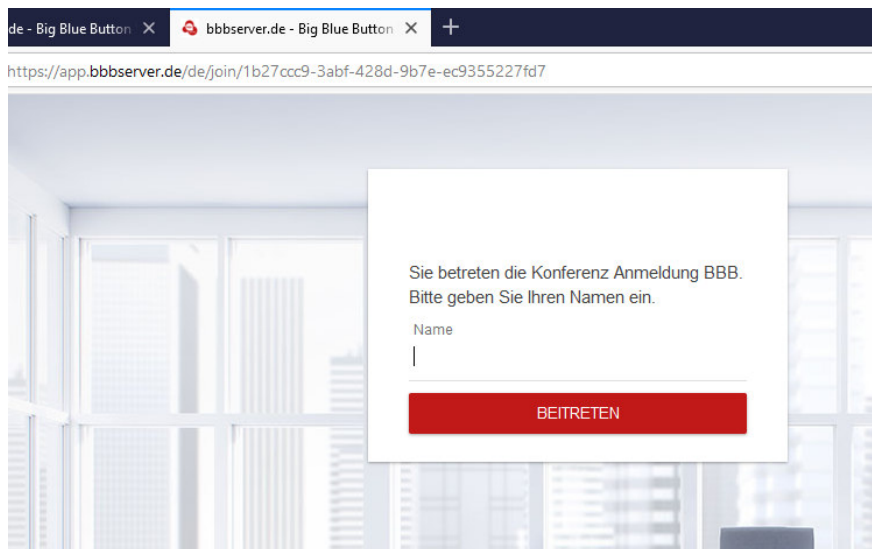 de - Big Blue Button
bbbserver.de - Big Blue Button
https://app.bbbserver.de/de/join/1b27ccc9-3abf-428d-9b7e-ec9355227fd7
Sie betreten die Konferenz Anmeldung BBB.
Bitte geben Sie Ihren Namen ein.
Name
BEITRETEN